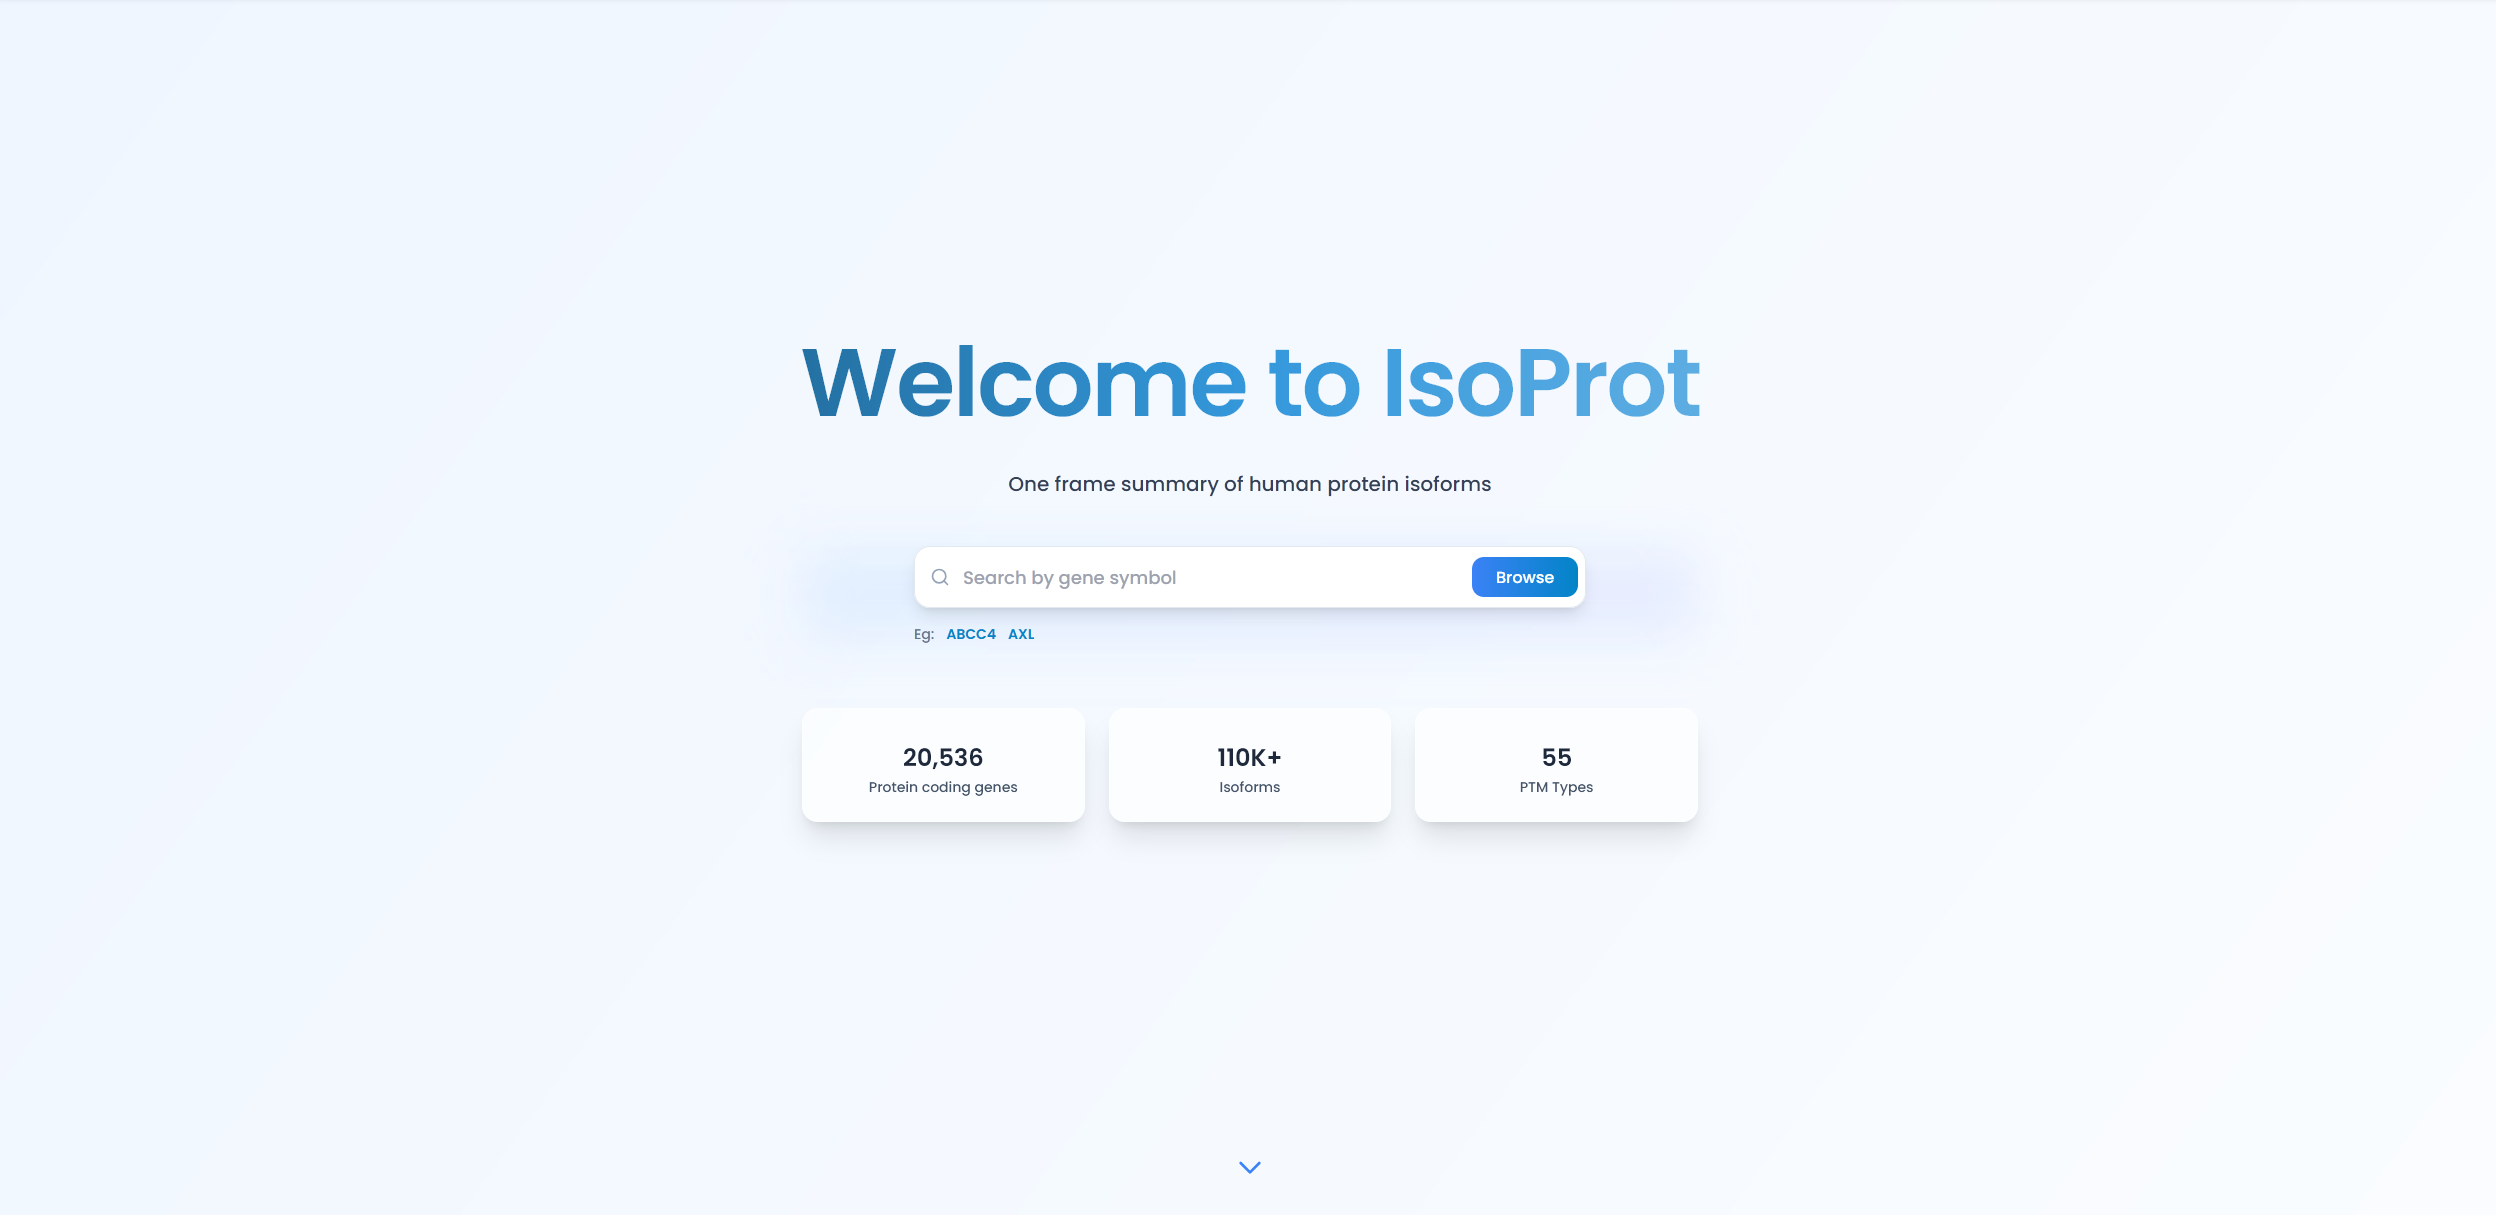 Welcome to IsoProt
One frame summary of human protein isoforms
Search by gene symbol
Browse
Eg: ABCC4 AXL
20,536
Protein coding genes
110K+
Isoforms
55
PTM Types